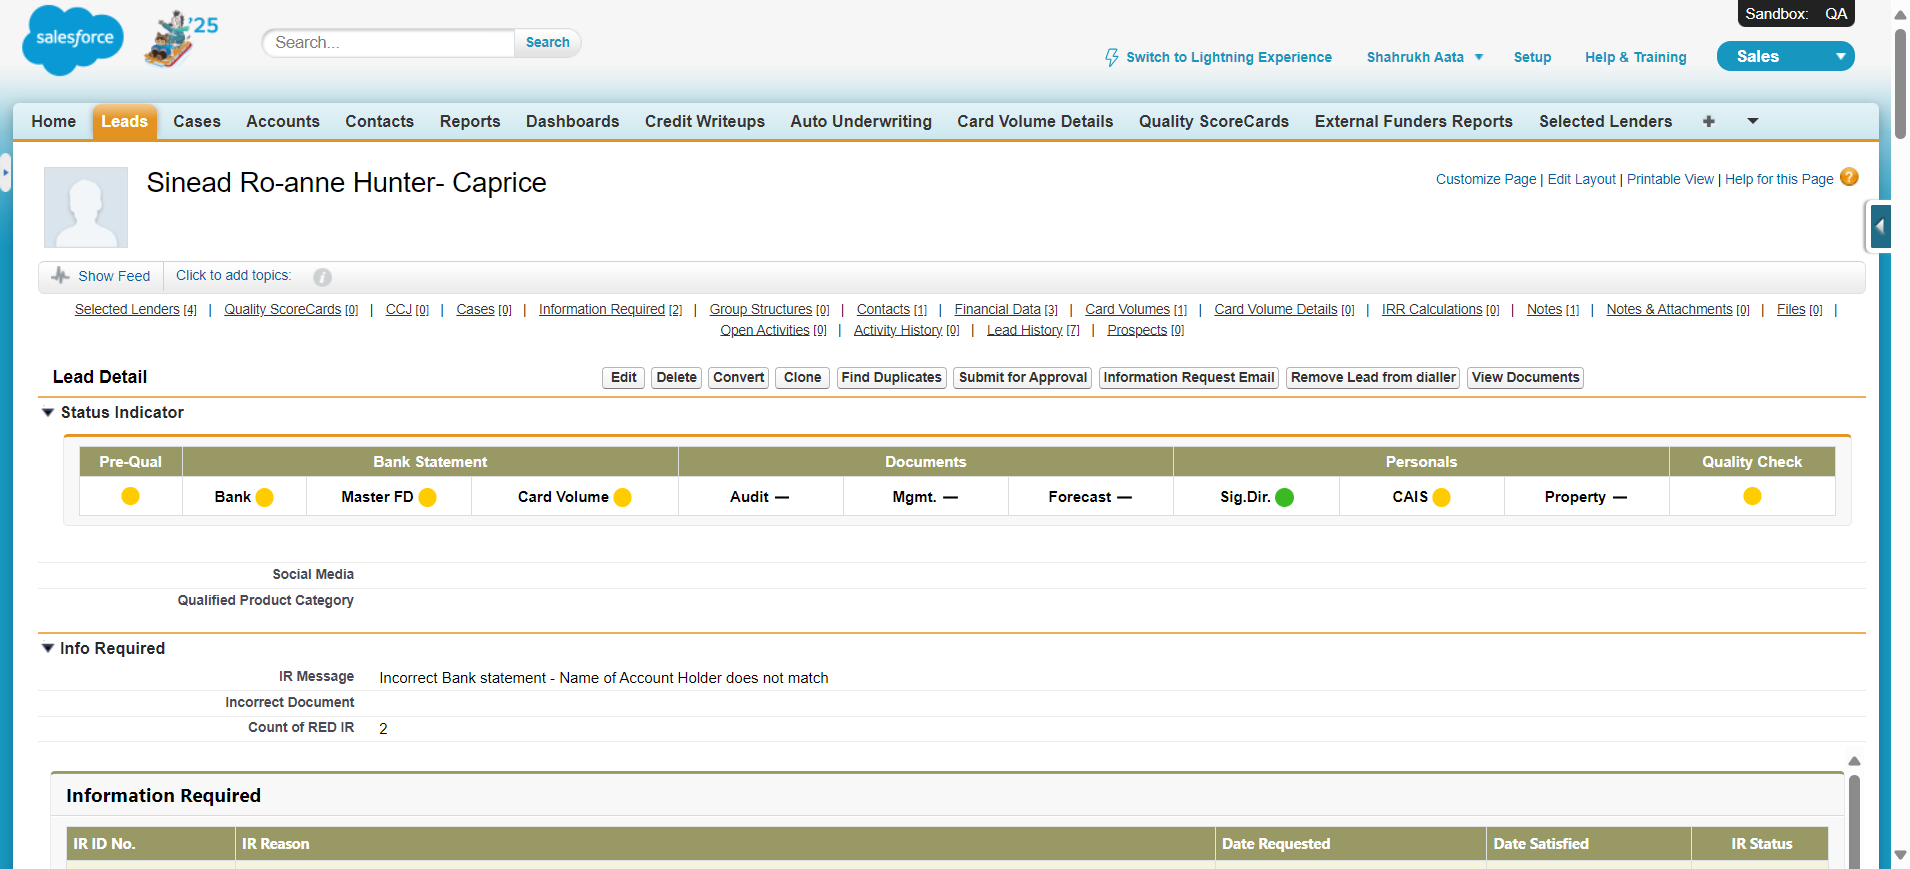 Sandbox: QA
salesforce
'25
Search...
Search
Switch to Lightning Experience
Shahrukh Aata
Setup
Help & Training
Sales
Home
Leads
Cases
Accounts
Contacts
Reports
Dashboards
Credit Writeups
Auto Underwriting
Card Volume Details
Quality ScoreCards
External Funders Reports
Selected Lenders
Sinead Ro-anne Hunter- Caprice
Customize Page | Edit Layout | Printable View | Help for this Page ?
Show Feed
Click to add topics:
i
Selected Lenders [4] | Quality ScoreCards [0] | CCJ [0] | Cases [0] | Information Required [2] | Group Structures [0] | Contacts [1] | Financial Data [3] | Card Volumes [1] | Card Volume Details [0] | IRR Calculations [0] | Notes [1] | Notes & Attachments [0] | Files [0] |
Open Activities [0] | Activity History [0] | Lead History [7] | Prospects [0]
Lead Detail
Edit
Delete
Convert
Clone
Find Duplicates
Submit for Approval
Information Request Email
Remove Lead from dialler
View Documents
Status Indicator
Pre-Qual
Bank Statement
Documents
Personals
Quality Check
Bank
Master FD
Card Volume
Audit —
Mgmt. —
Forecast —
Sig.Dir.
CAIS
Property —
Social Media
Qualified Product Category
Info Required
IR Message Incorrect Bank statement - Name of Account Holder does not match
Incorrect Document
Count of RED IR 2
Information Required
IR ID No.
IR Reason
Date Requested
Date Satisfied
IR Status